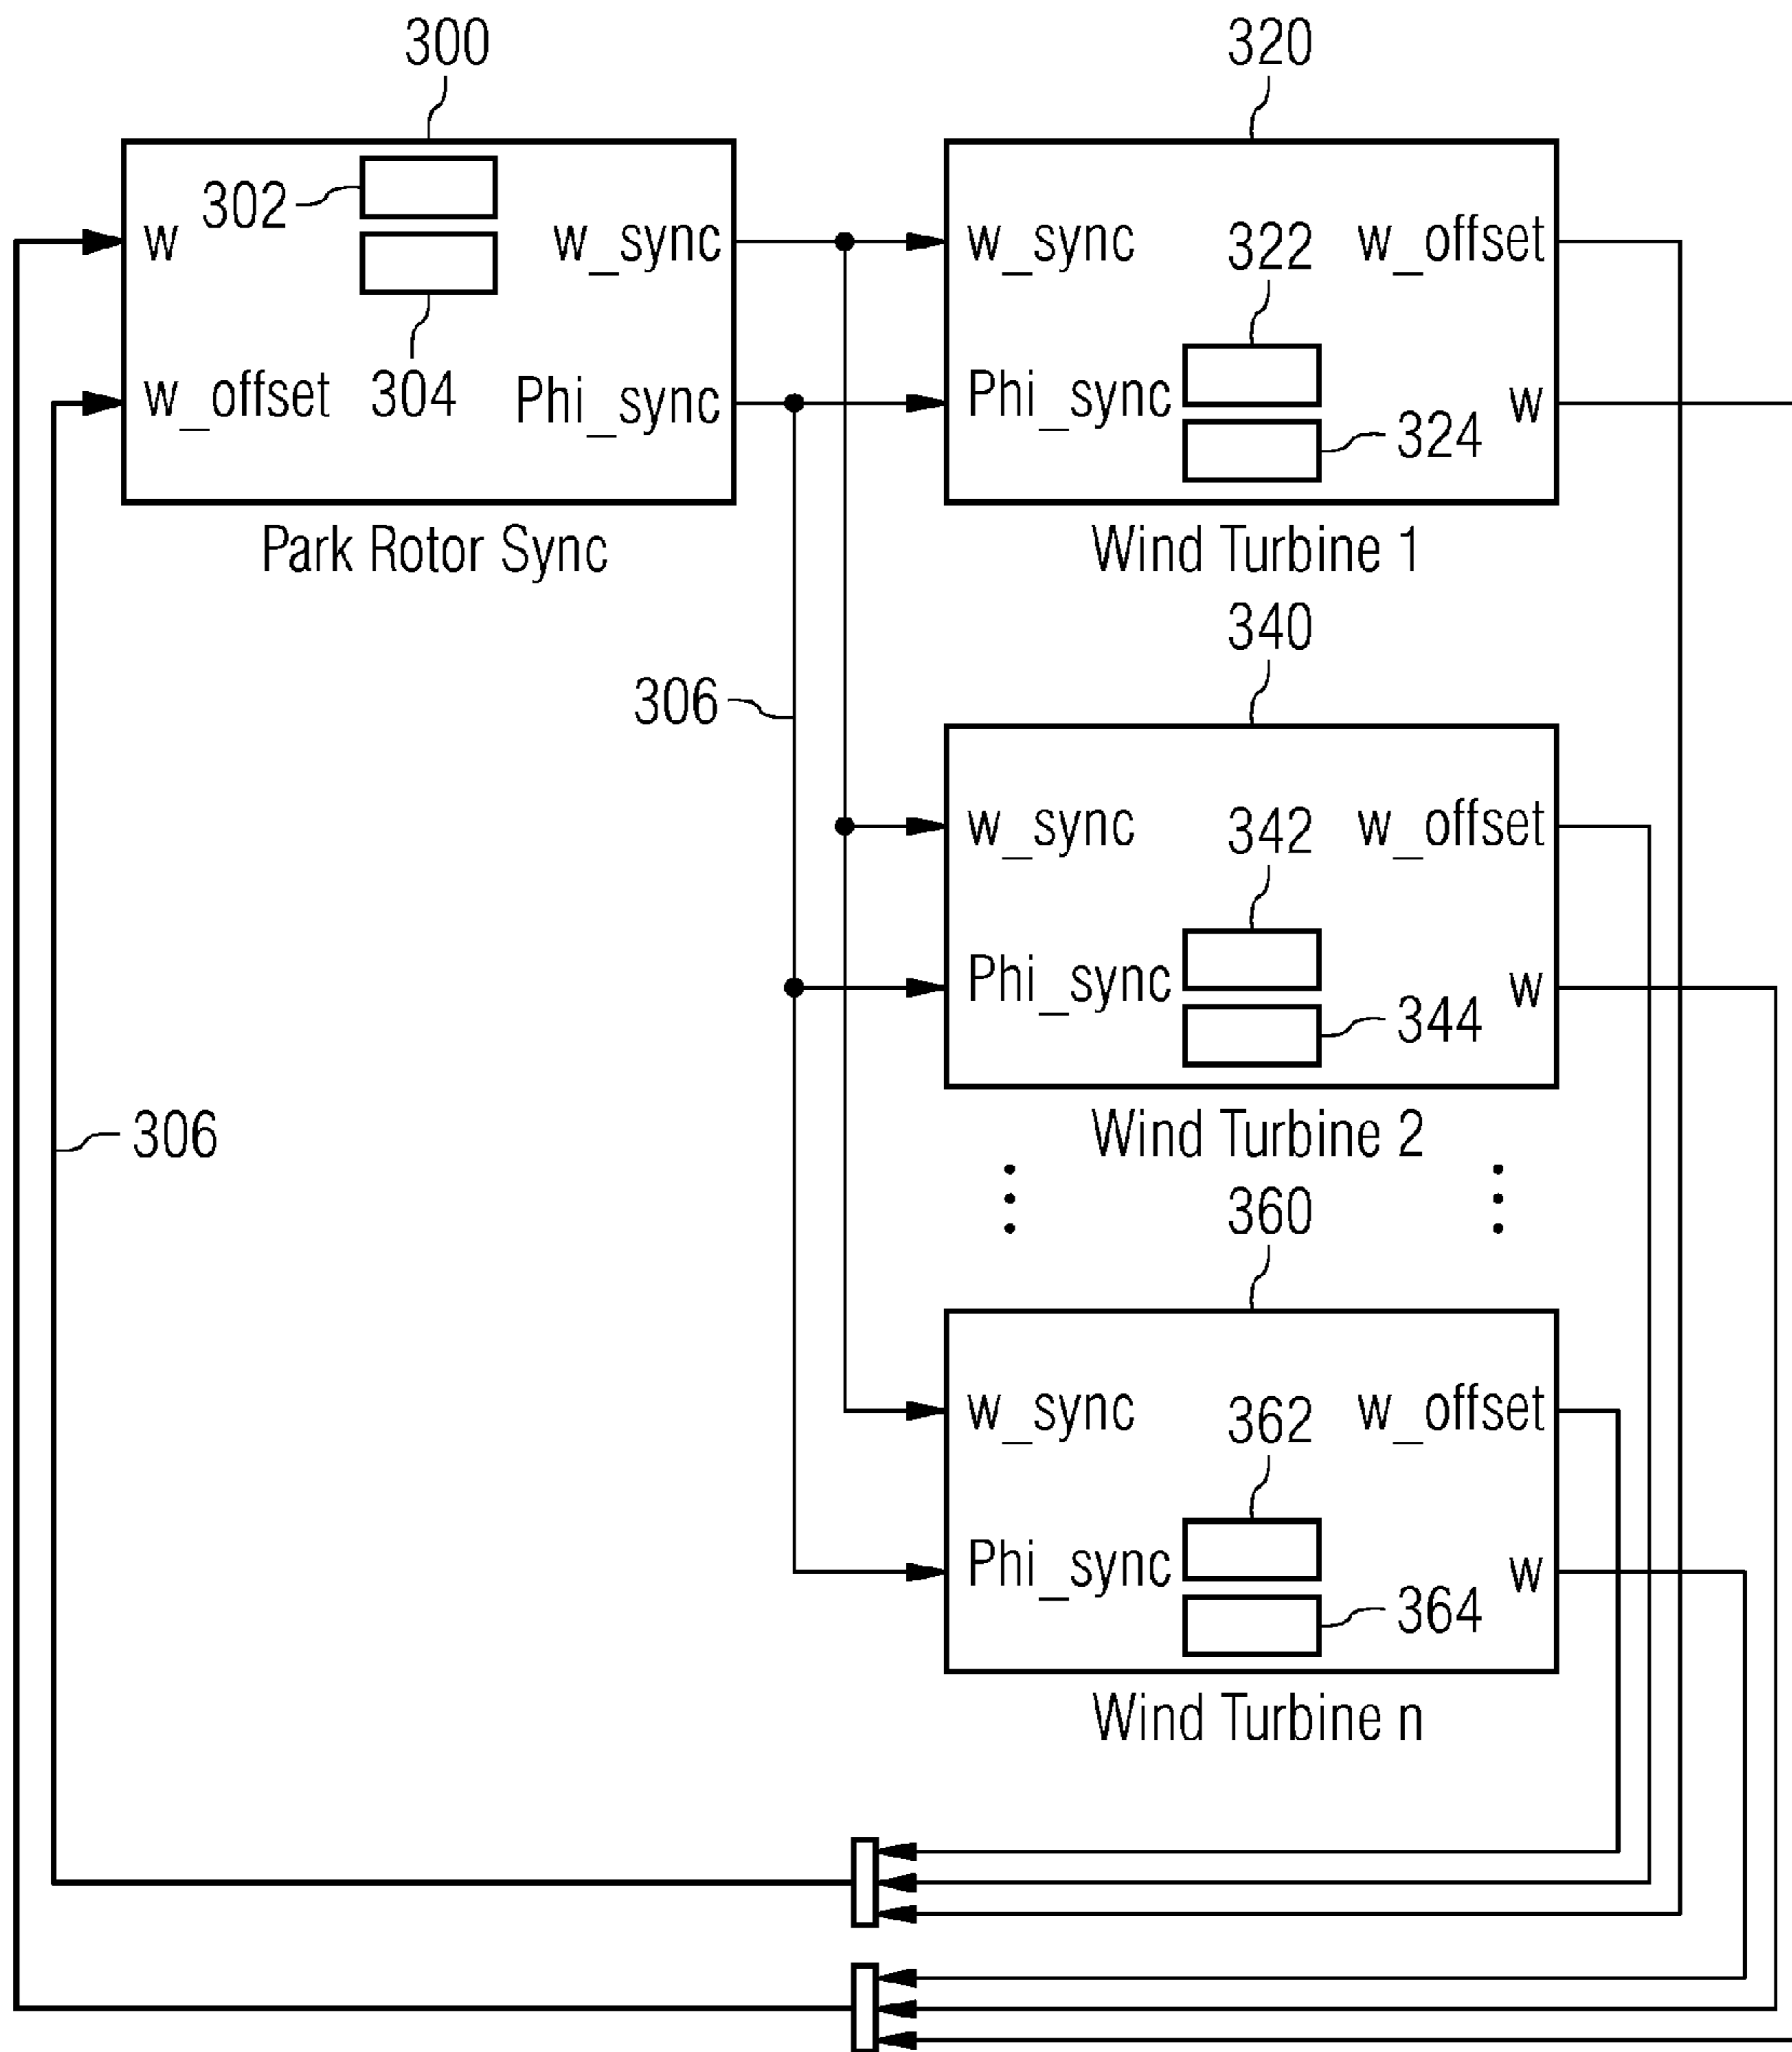 300
320
302
w
w_sync
w_offset
304
Phi_sync
w_sync
322
w_offset
Phi_sync
324
w
Park Rotor Sync
Wind Turbine 1
340
306
w_sync
342
w_offset
Phi_sync
344
w
306
Wind Turbine 2
360
w_sync
362
w_offset
Phi_sync
364
w
Wind Turbine n